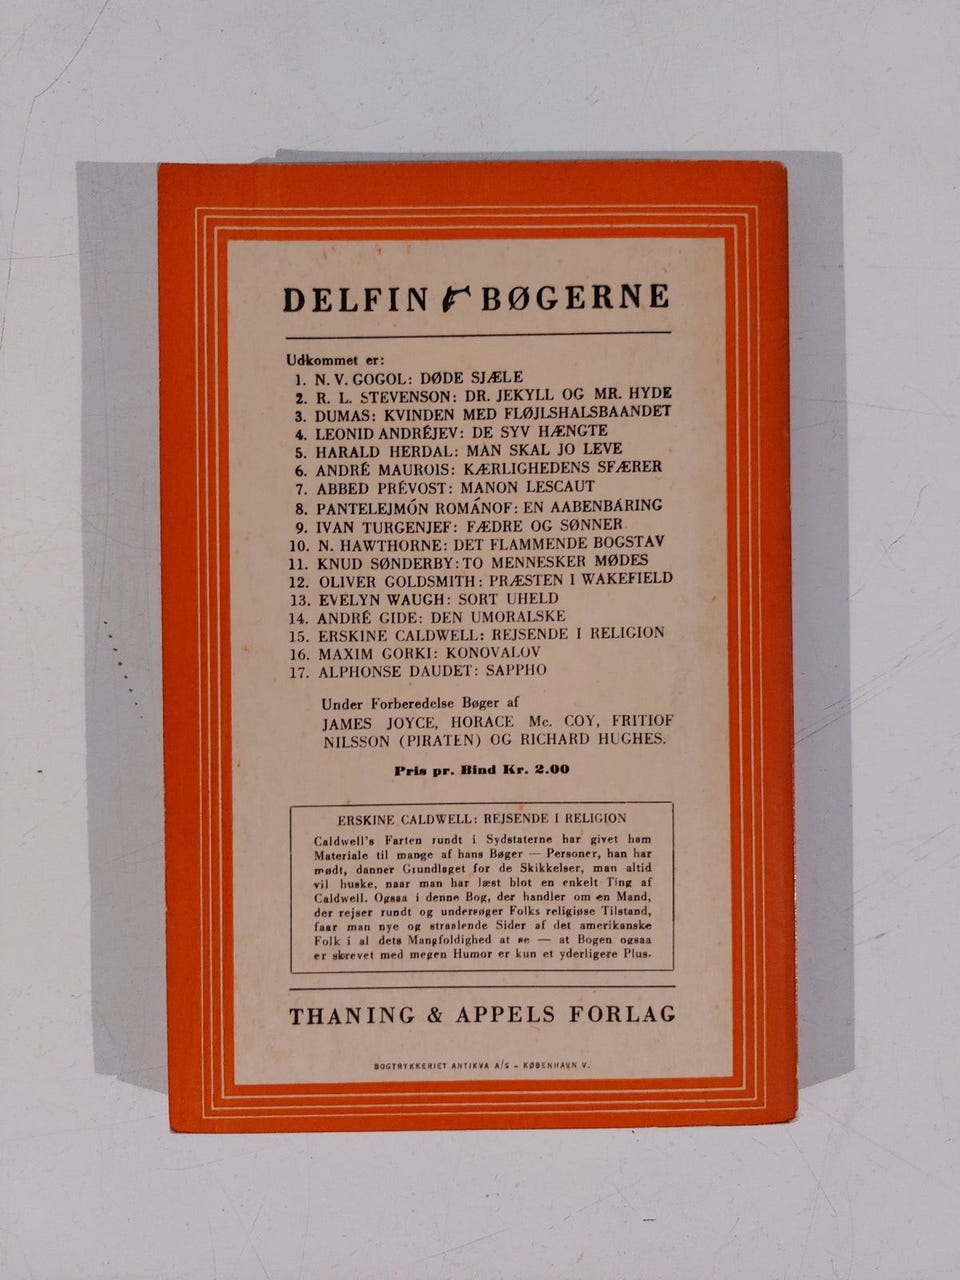 DELFIN BØGERNE
Udkommet er:
1. N. V. GOGOL: DØDE SJÆLE
2. R. L. STEVENSON: DR. JEKYLL OG MR. HYDE
3. DUMAS: KVINDEN MED FLØJLSHALSBAANDET
4. LEONID ANDRÉJEV: DE SYV HÆNGTE
5. HARALD HERDAL: MAN SKAL JO LEVE
6. ANDRÉ MAUROIS: KÆRLIGHEDENS SFÆRER
7. ABBED PRÉVOST: MANON LESCAUT
8. PANTELEJMÓN ROMÁNOF: EN AABENBÁRING
9. IVAN TURGENJEF: FÆDRE OG SØNNER
10. N. HAWTHORNE: DET FLAMMENDE BOGSTAV
11. KNUD SØNDERBY: TO MENNESKER MØDES
12. OLIVER GOLDSMITH: PRÆSTEN I WAKEFIELD
13. EVELYN WAUGH: SORT UHELD
14. ANDRÉ GIDE: DEN UMORALSKE
15. ERSKINE CALDWELL: REJSENDE I RELIGION
16. MAXIM GORKI: KONOVALOV
17. ALPHONSE DAUDET: SAPPHO
Under Forberedelse Bøger af
JAMES JOYCE, HORACE Mc. COY, FRITIOF
NILSSON (PIRATEN) OG RICHARD HUGHES.
Pris pr. Bind Kr. 2.00
ERSKINE CALDWELL: REJSENDE I RELIGION
Caldwell's Farten rundt i Sydstaterne har givet ham
Materiale til mange af hans Bøger — Personer, han har
mødt, danner Grundlaget for de Skikkelser, man altid
vil huske, naar man har læst blot en enkelt Ting af
Caldwell. Ogsaa i denne Bog, der handler om en Mand,
der rejser rundt og undersøger Folks religiøse Tilstand,
faar man nye og straalende Sider af det amerikanske
Folk i al dets Mangfoldighed at se — at Bogen ogsaa
er skrevet med megen Humor er kun et yderligere Plus.
THANING & APPELS FORLAG
BOGTRYKKERIET ANTIKVA A/S - KØBENHAVN V.